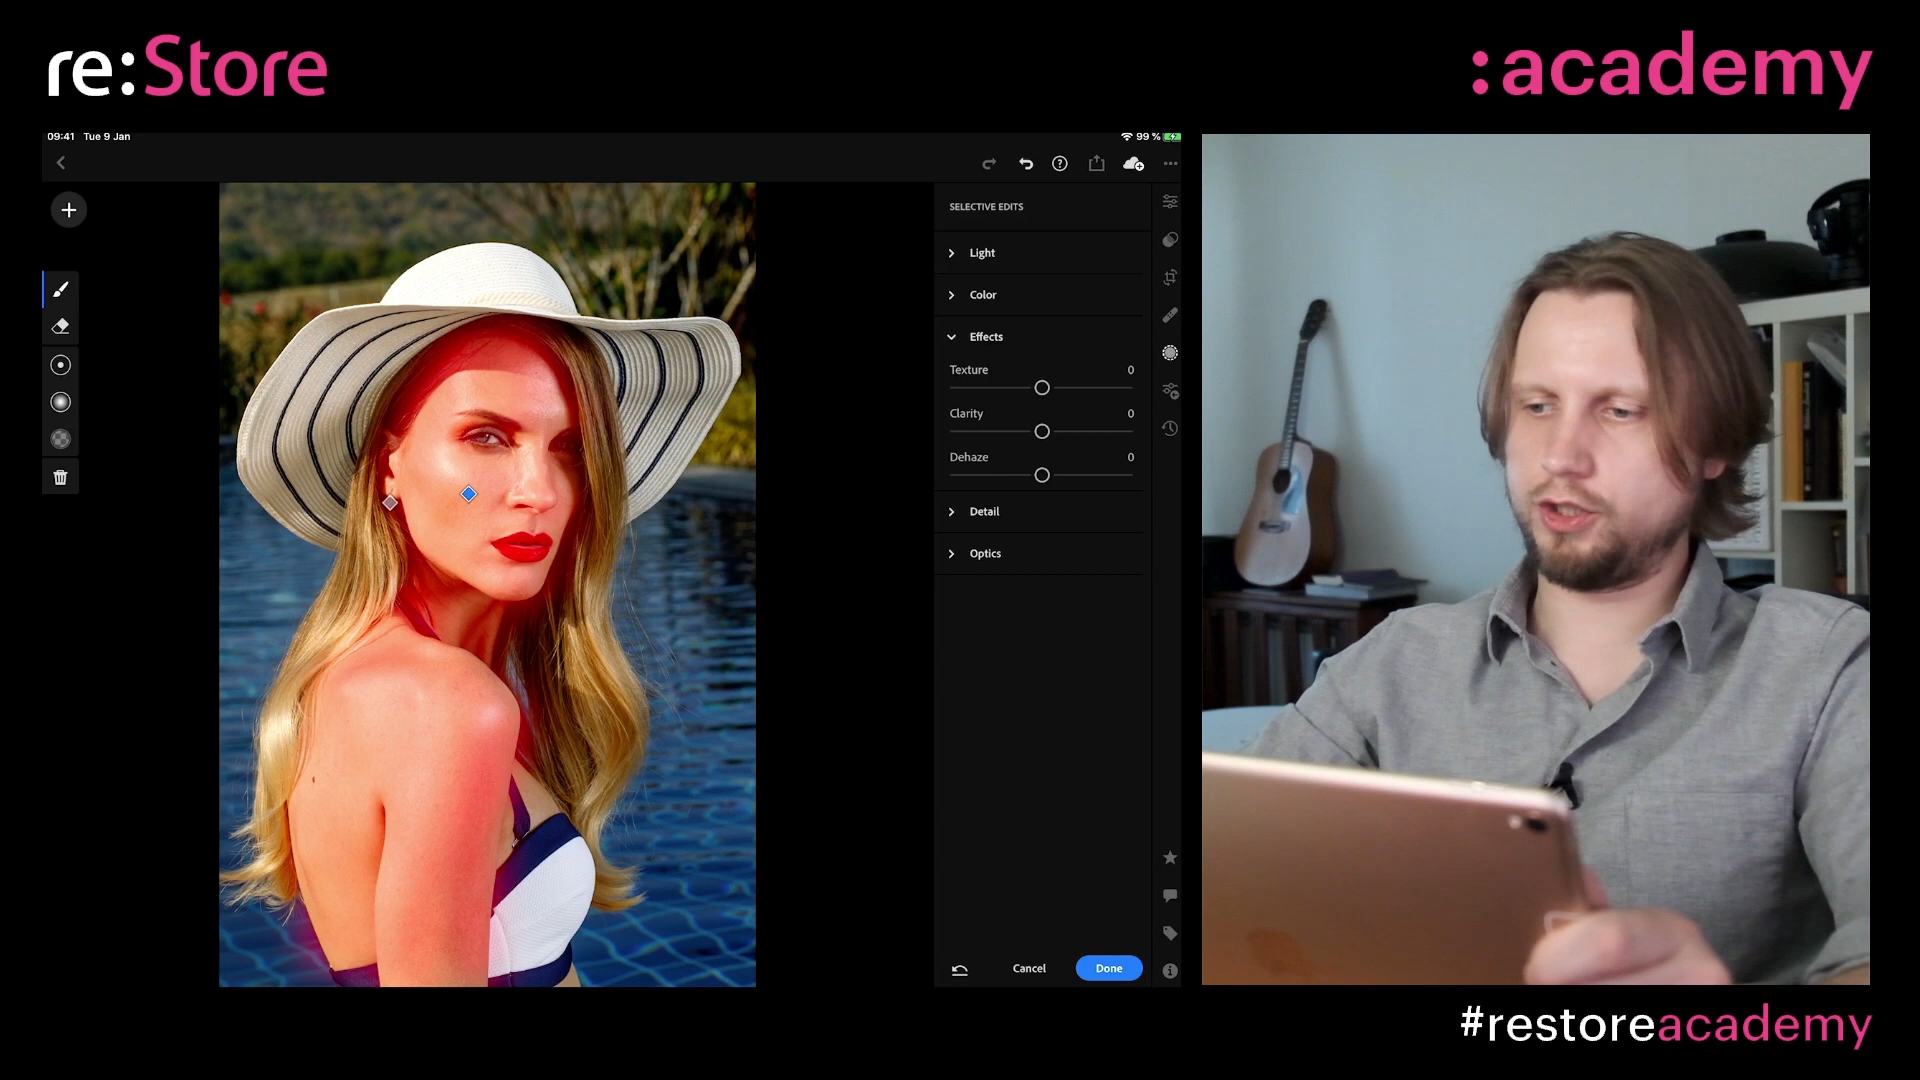 re:Store
:academy
09:41 Tue 9 Jan
99 %
SELECTIVE EDITS
Light
Color
Effects
Texture 0
Clarity 0
Dehaze 0
Detail
Optics
Cancel
Done
#restoreacademy